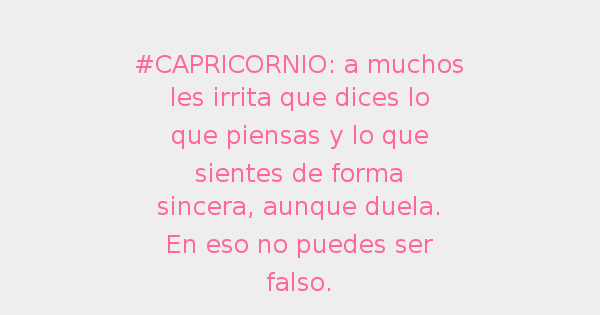 #CAPRICORNIO: a muchos
les irrita que dices lo
que piensas y lo que
sientes de forma
sincera, aunque duela.
En eso no puedes ser
falso.